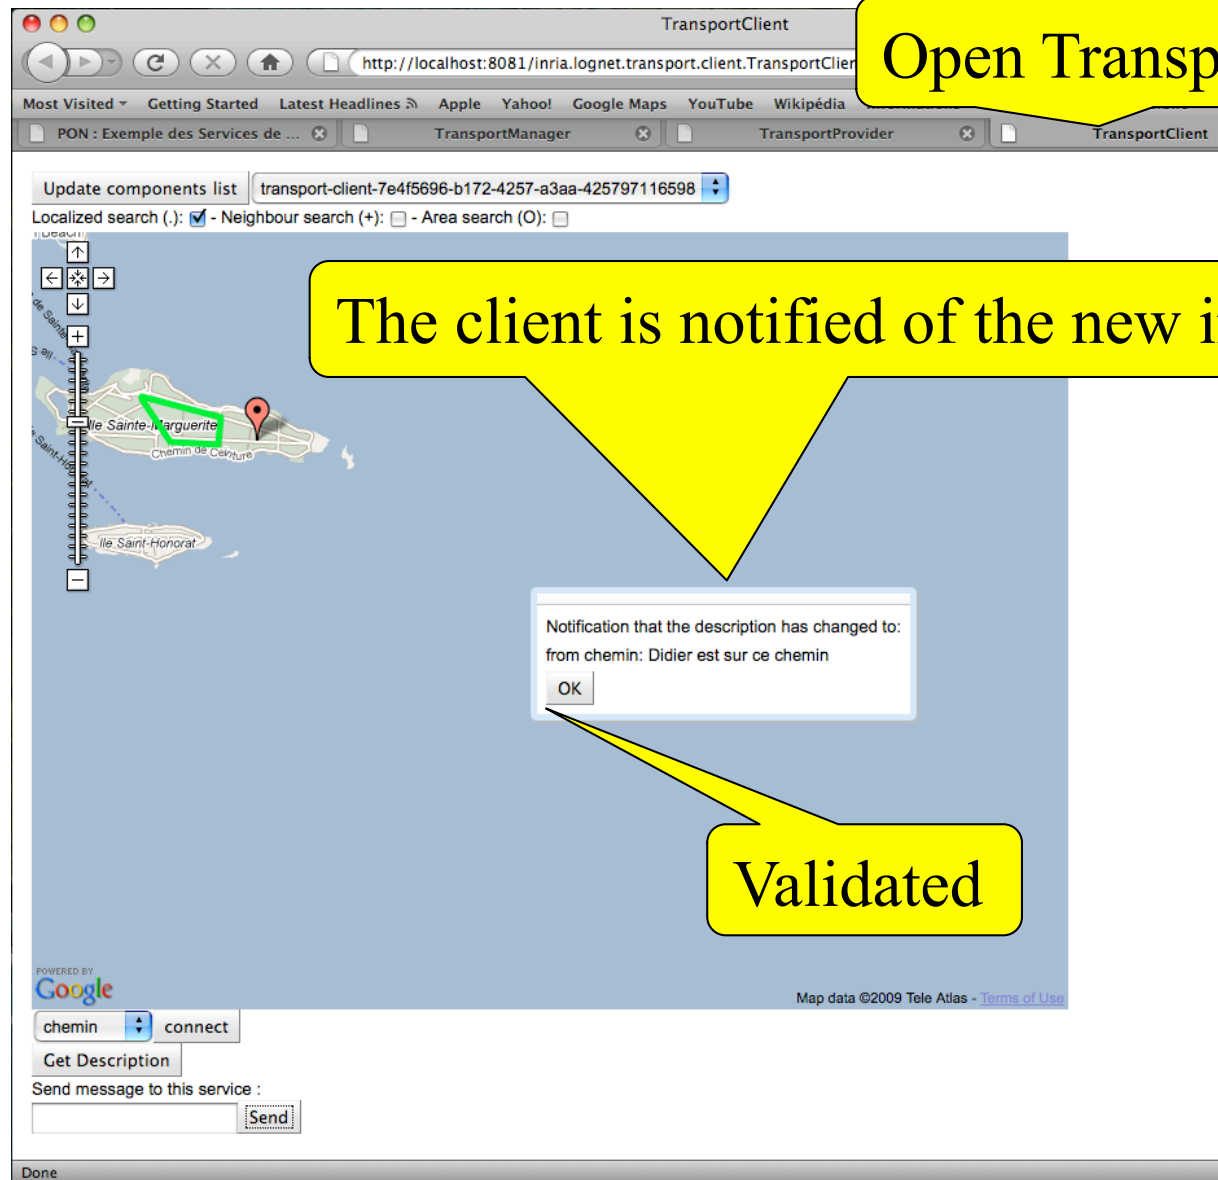 TransportClient
Open Transp
http://localhost:8081/inria.lognet.transport.client.TransportClien
Most Visited Getting Started Latest Headlines Apple Yahoo! Google Maps YouTube Wikipédia
PON : Exemple des Services de ... TransportManager TransportProvider TransportClient
Update components list transport-client-7e4f5696-b172-4257-a3aa-425797116598
Localized search (.): - Neighbour search (+): - Area search (O):
The client is notified of the new i
Ile Sainte-Marguerite
Chemin de Ceinture
Ile Saint-Honorat
Notification that the description has changed to:
from chemin: Didier est sur ce chemin
OK
Validated
POWERED BY
Google
Map data ©2009 Tele Atlas - Terms of Use
chemin connect
Get Description
Send message to this service :
Send
Done